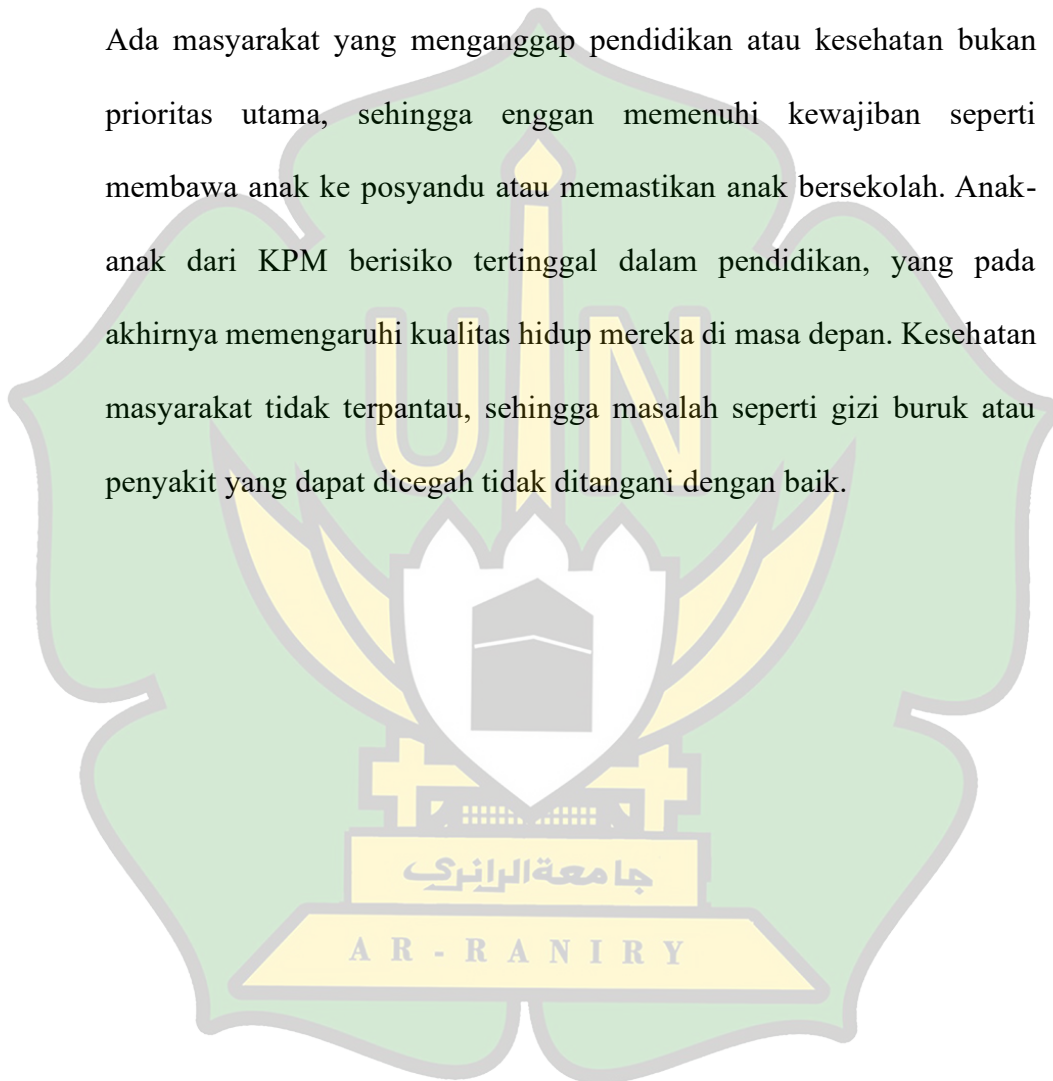 Ada masyarakat yang menganggap pendidikan atau kesehatan bukan
prioritas utama, sehingga enggan memenuhi kewajiban seperti
membawa anak ke posyandu atau memastikan anak bersekolah. Anak-
anak dari KPM berisiko tertinggal dalam pendidikan, yang pada
akhirnya memengaruhi kualitas hidup mereka di masa depan. Kesehatan
masyarakat tidak terpantau, sehingga masalah seperti gizi buruk atau
penyakit yang dapat dicegah tidak ditangani dengan baik.
UIN
جامعة الرانري
AR-RANIRY